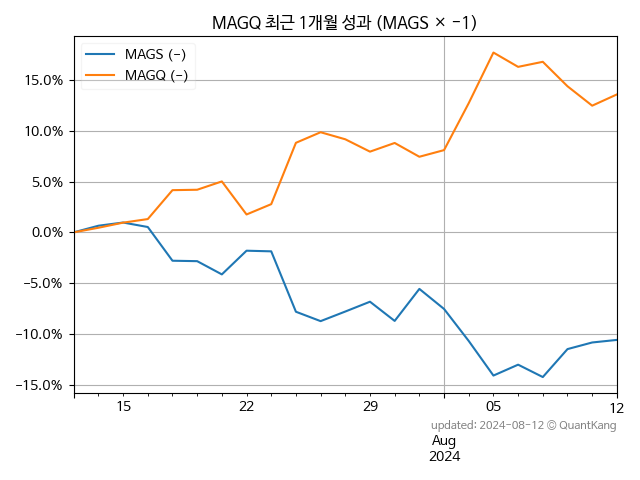 MAGQ 최근 1개월 성과 (MAGS × −1)
MAGS (-)
MAGQ (-)
15.0%
10.0%
5.0%
0.0%
−5.0%
−10.0%
−15.0%
15
22
29
05
12
updated: 2024-08-12 © QuantKang
Aug
2024